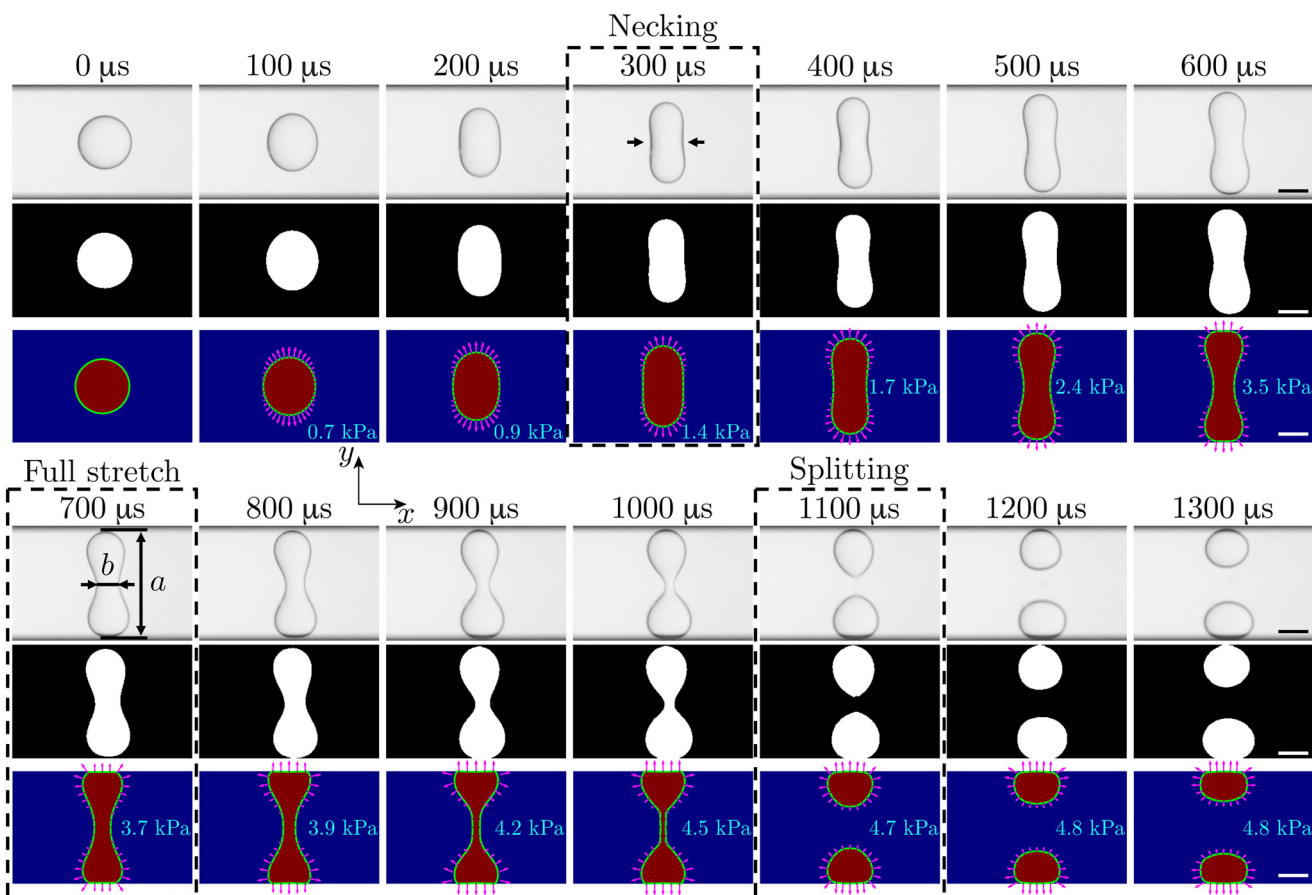 Necking
0 µs 100 µs 200 µs 300 µs 400 µs 500 µs 600 µs
0.7 kPa 0.9 kPa 1.4 kPa 1.7 kPa 2.4 kPa 3.5 kPa
y
x
Full stretch Splitting
700 µs 800 µs 900 µs 1000 µs 1100 µs 1200 µs 1300 µs
b a
3.7 kPa 3.9 kPa 4.2 kPa 4.5 kPa 4.7 kPa 4.8 kPa 4.8 kPa